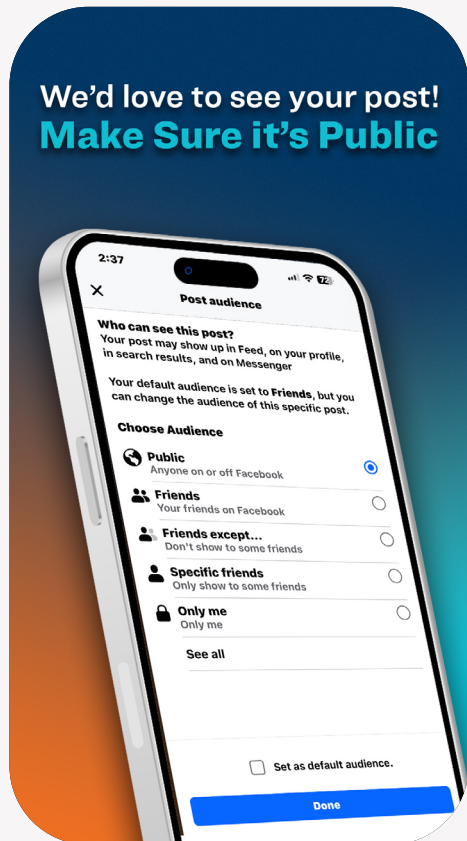 We'd love to see your post!
Make Sure it's Public
2:37
72
Post audience
Who can see this post?
Your post may show up in Feed, on your profile,
in search results, and on Messenger
Your default audience is set to Friends, but you
can change the audience of this specific post.
Choose Audience
Public
Anyone on or off Facebook
Friends
Your friends on Facebook
Friends except...
Don't show to some friends
Specific friends
Only show to some friends
Only me
Only me
See all
Set as default audience.
Done